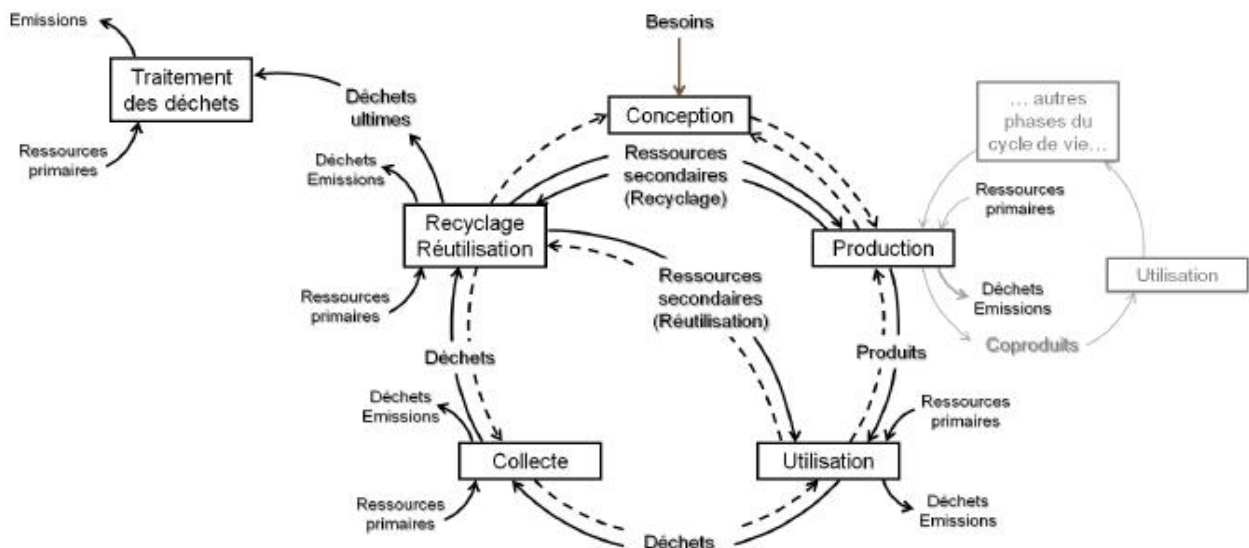 Emissions
Besoins
Traitement
des déchets
Déchets
ultimes
Conception
... autres
phases du
cycle de vie...
Ressources
primaires
Déchets
Emissions
Ressources
secondaires
(Recyclage)
Ressources
primaires
Recyclage
Réutilisation
Production
Utilisation
Ressources
primaires
Ressources
secondaires
(Réutilisation)
Déchets
Emissions
Coproduits
Déchets
Produits
Déchets
Emissions
Ressources
primaires
Collecte
Utilisation
Ressources
primaires
Déchets
Emissions
Déchets